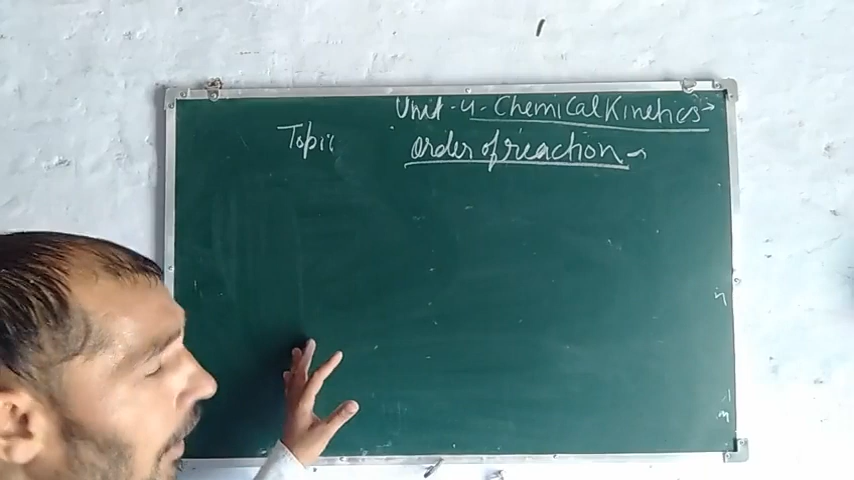 Unit - 4 - Chemical Kinetics →
Topic
order of reaction →